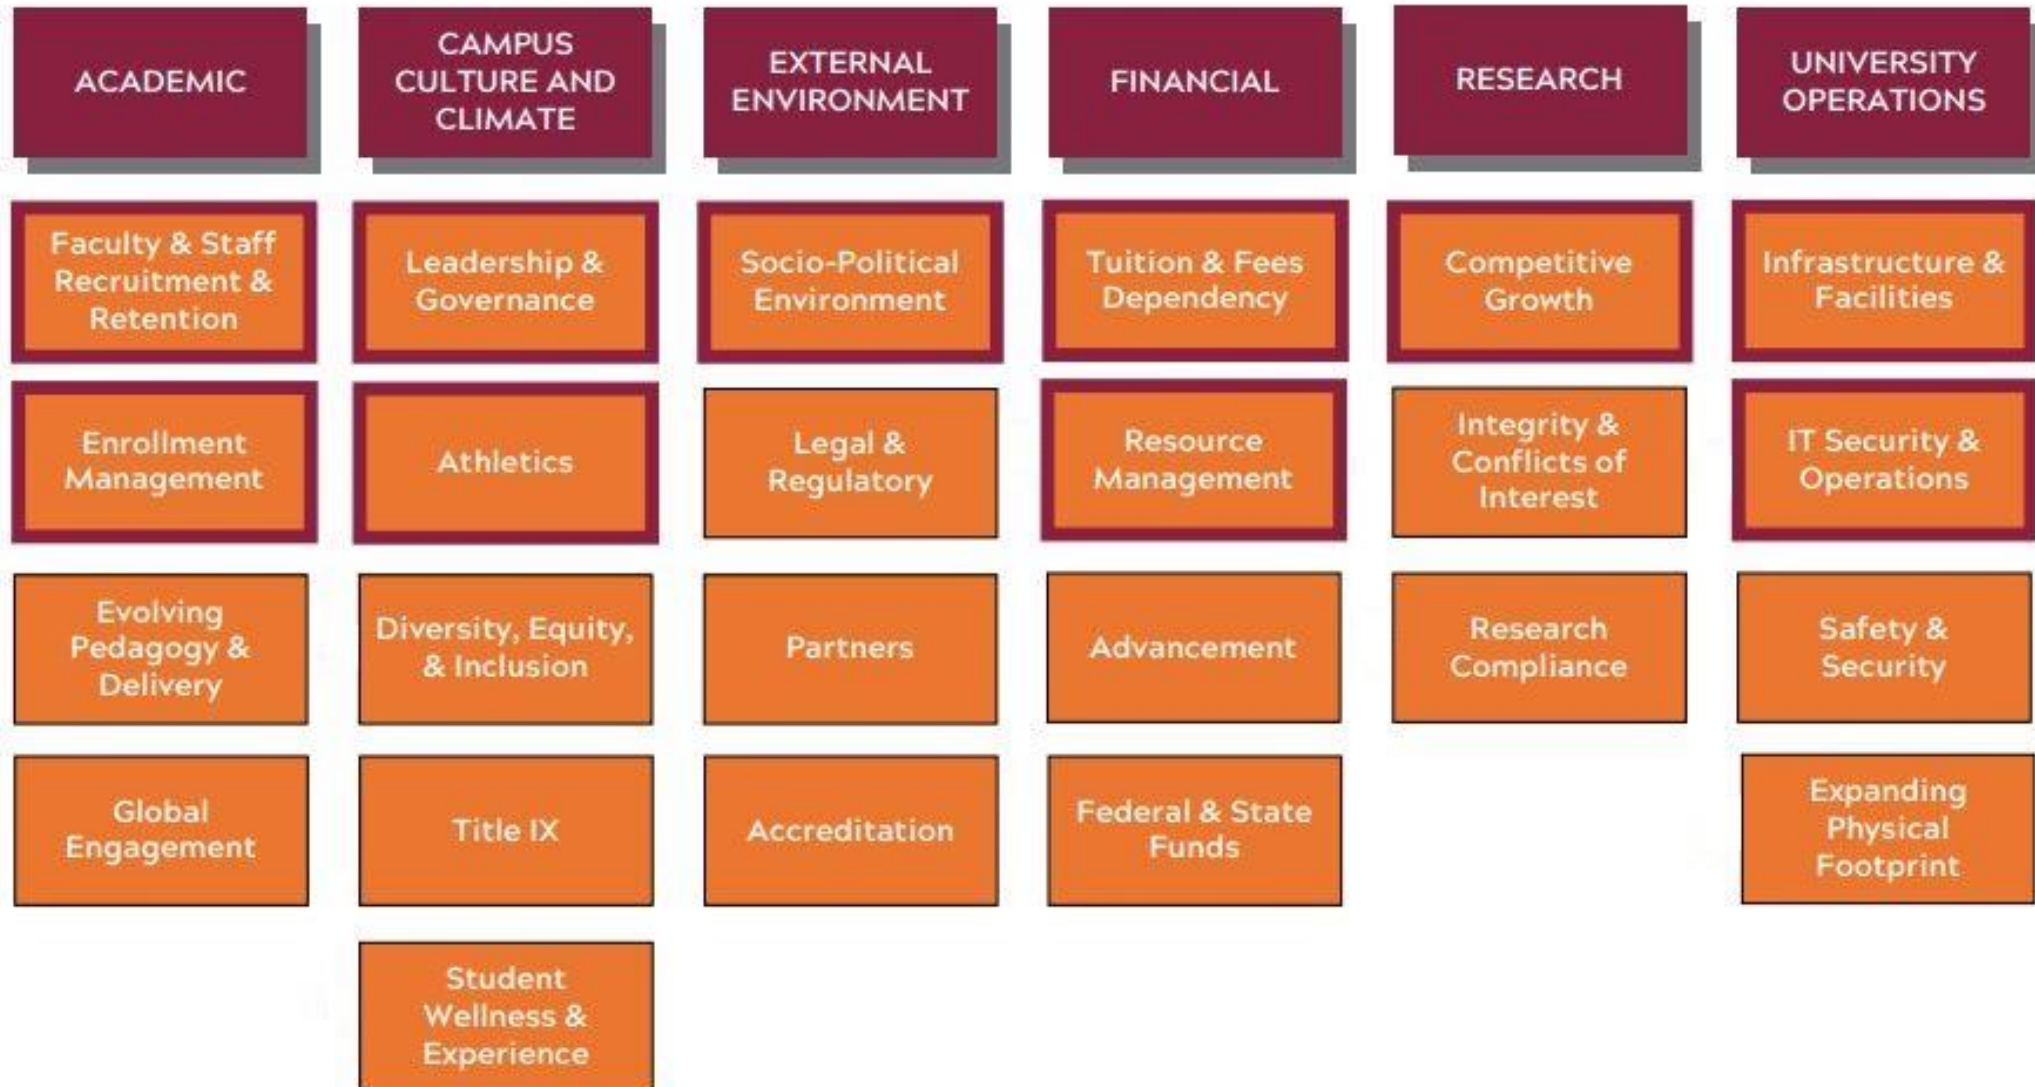 ACADEMIC
CAMPUS
CULTURE AND
CLIMATE
EXTERNAL
ENVIRONMENT
FINANCIAL
RESEARCH
UNIVERSITY
OPERATIONS
Faculty & Staff
Recruitment &
Retention
Leadership &
Governance
Socio-Political
Environment
Tuition & Fees
Dependency
Competitive
Growth
Infrastructure &
Facilities
Enrollment
Management
Athletics
Legal &
Regulatory
Resource
Management
Integrity &
Conflicts of
Interest
IT Security &
Operations
Evolving
Pedagogy &
Delivery
Diversity, Equity,
& Inclusion
Partners
Advancement
Research
Compliance
Safety &
Security
Global
Engagement
Title IX
Accreditation
Federal & State
Funds
Expanding
Physical
Footprint
Student
Wellness &
Experience